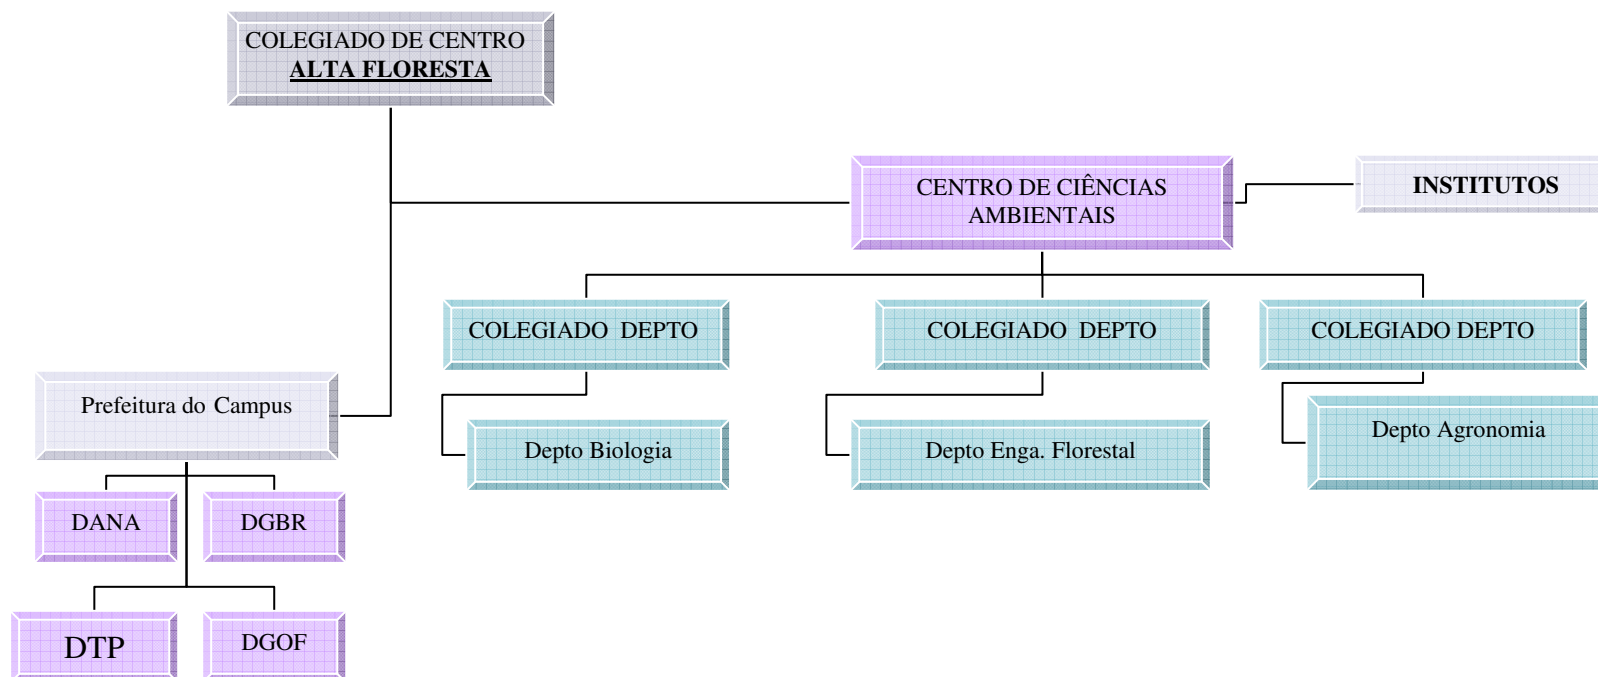 COLEGIADO DE CENTRO
ALTA FLORESTA
CENTRO DE CIÊNCIAS
AMBIENTAIS
INSTITUTOS
COLEGIADO DEPTO
COLEGIADO DEPTO
COLEGIADO DEPTO
Prefeitura do Campus
Depto Biologia
Depto Enga. Florestal
Depto Agronomia
DANA
DGBR
DTP
DGOF